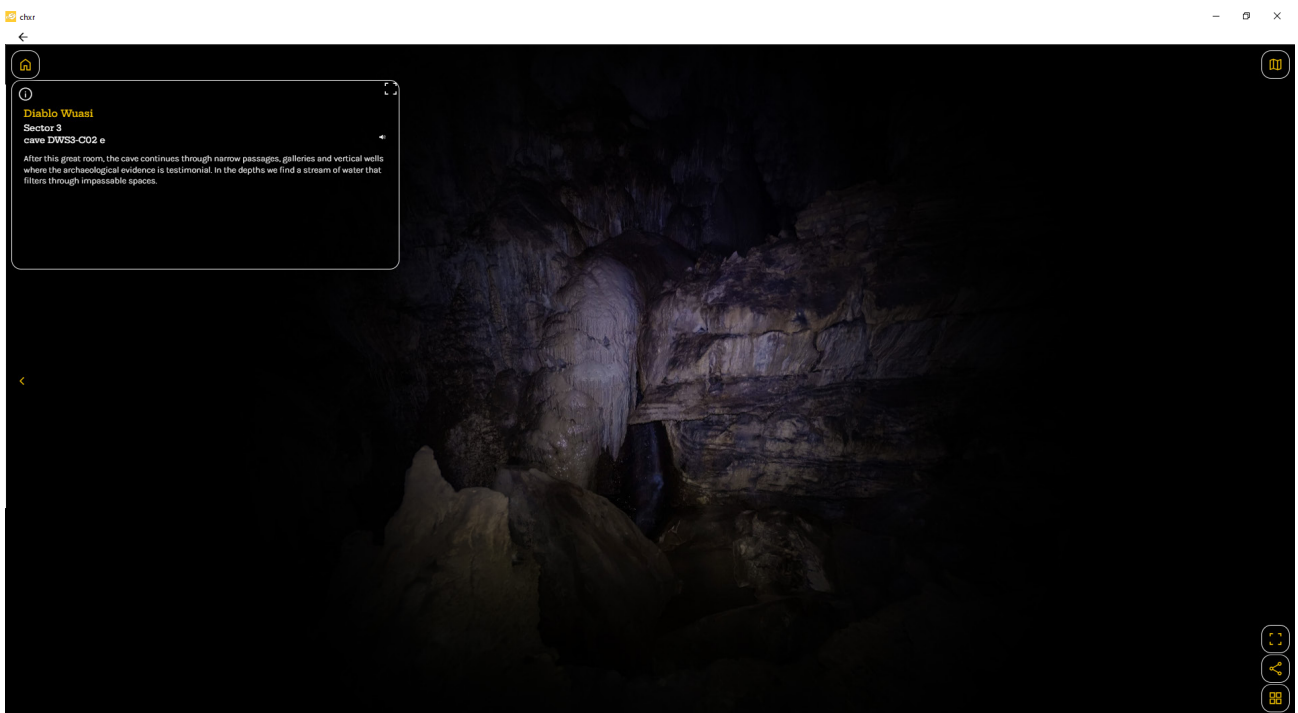 chxr
Diablo Wuasi
Sector 3
cave DWS3-C02 e
After this great room, the cave continues through narrow passages, galleries and vertical wells
where the archaeological evidence is testimonial. In the depths we find a stream of water that
filters through impassable spaces.